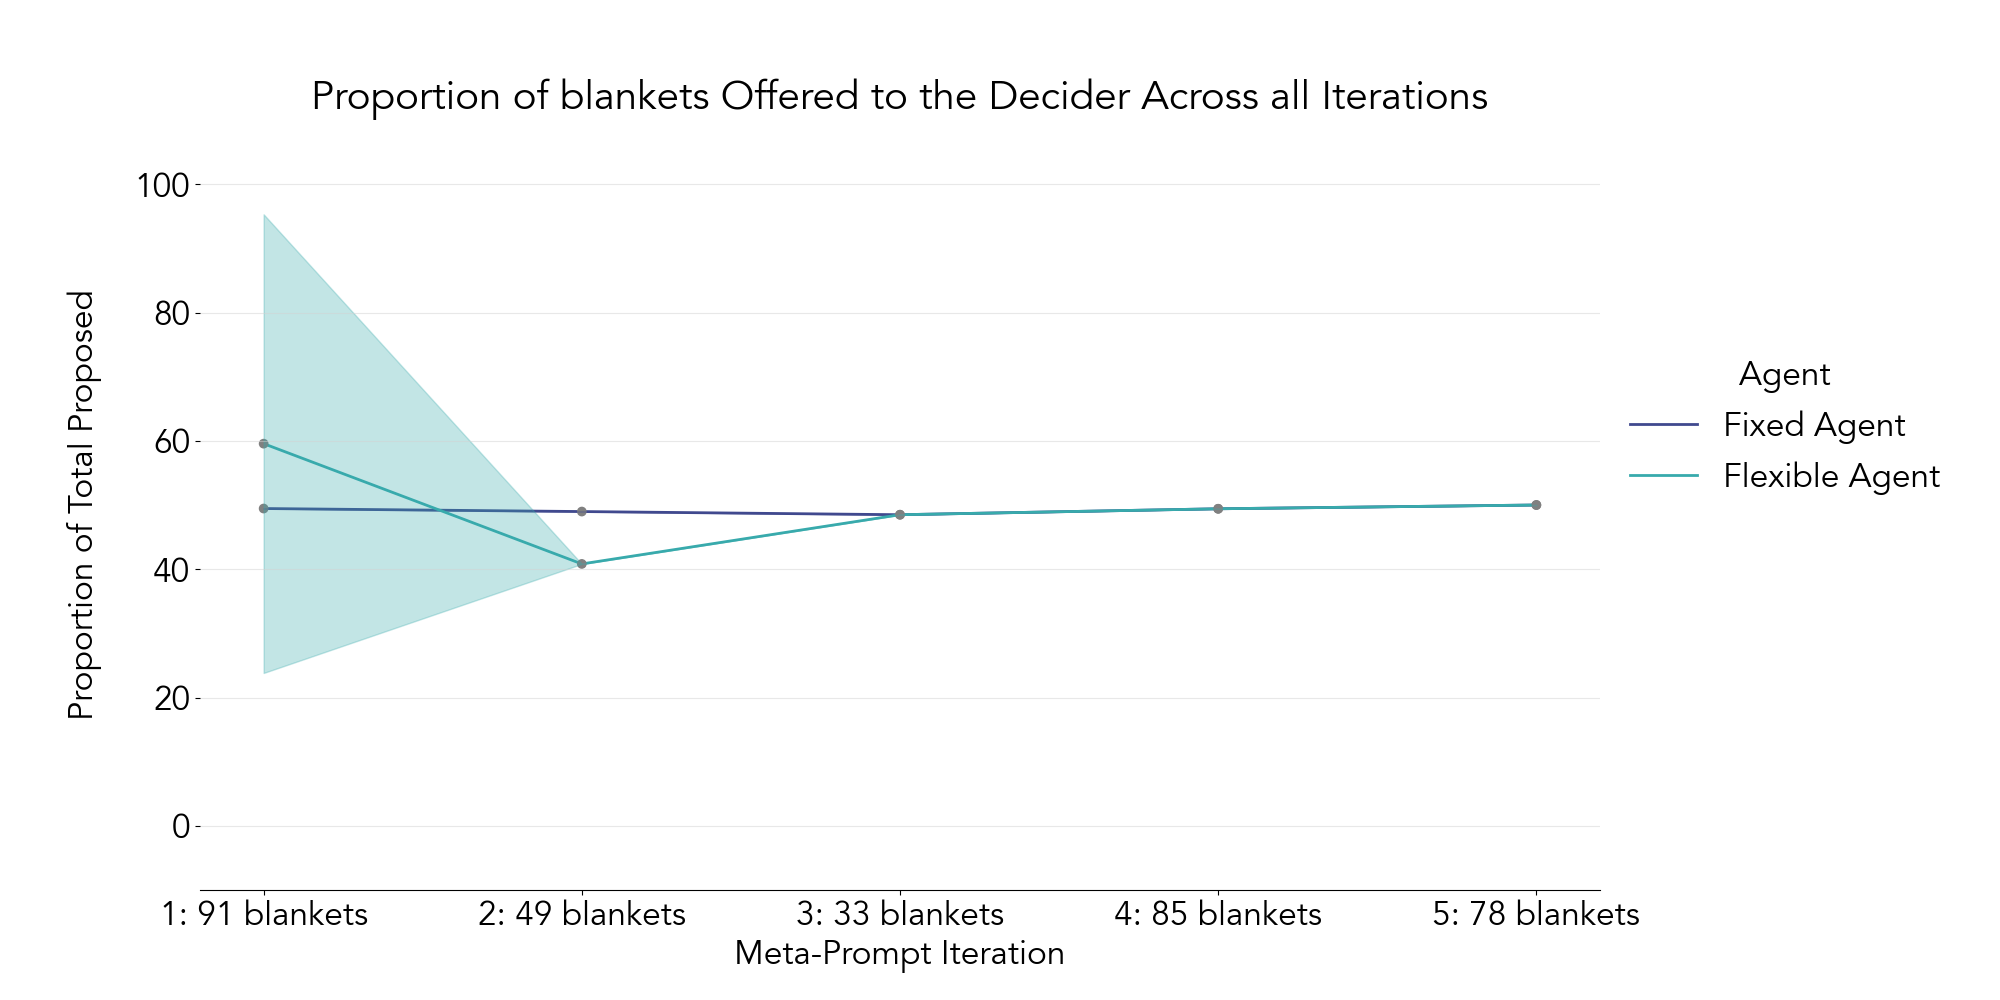 Proportion of blankets Offered to the Decider Across all Iterations
Proportion of Total Proposed
100
80
60
40
20
0
1: 91 blankets
2: 49 blankets
3: 33 blankets
4: 85 blankets
5: 78 blankets
Meta-Prompt Iteration
Agent
Fixed Agent
Flexible Agent